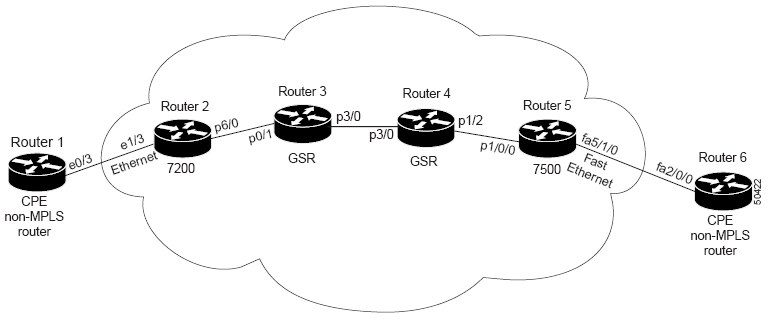 Router 1
e0/3
CPE
non-MPLS
router
e1/3
Ethernet
Router 2
p6/0
7200
Router 3
p0/1
p3/0
GSR
Router 4
p3/0
p1/2
GSR
Router 5
p1/0/0
7500
fa5/1/0
Fast
Ethernet
fa2/0/0
Router 6
CPE
non-MPLS
router
50422